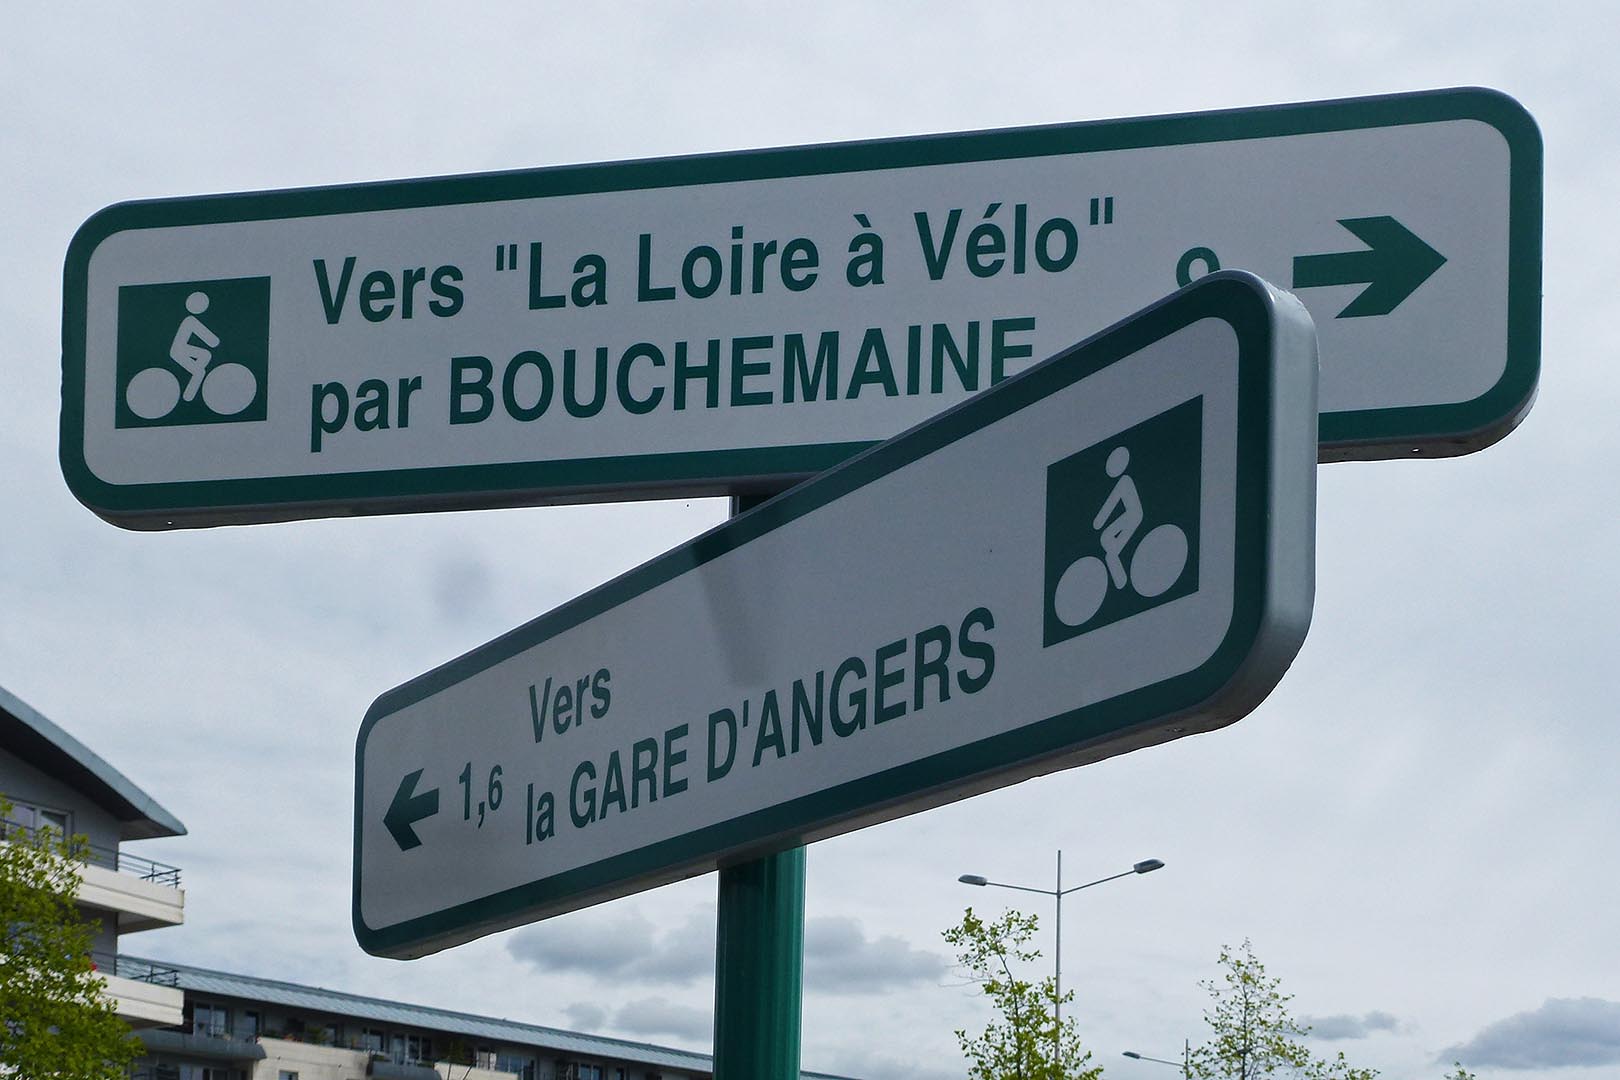 Vers "La Loire à Vélo"
par BOUCHEMAINE
Vers
1,6 la GARE D'ANGERS